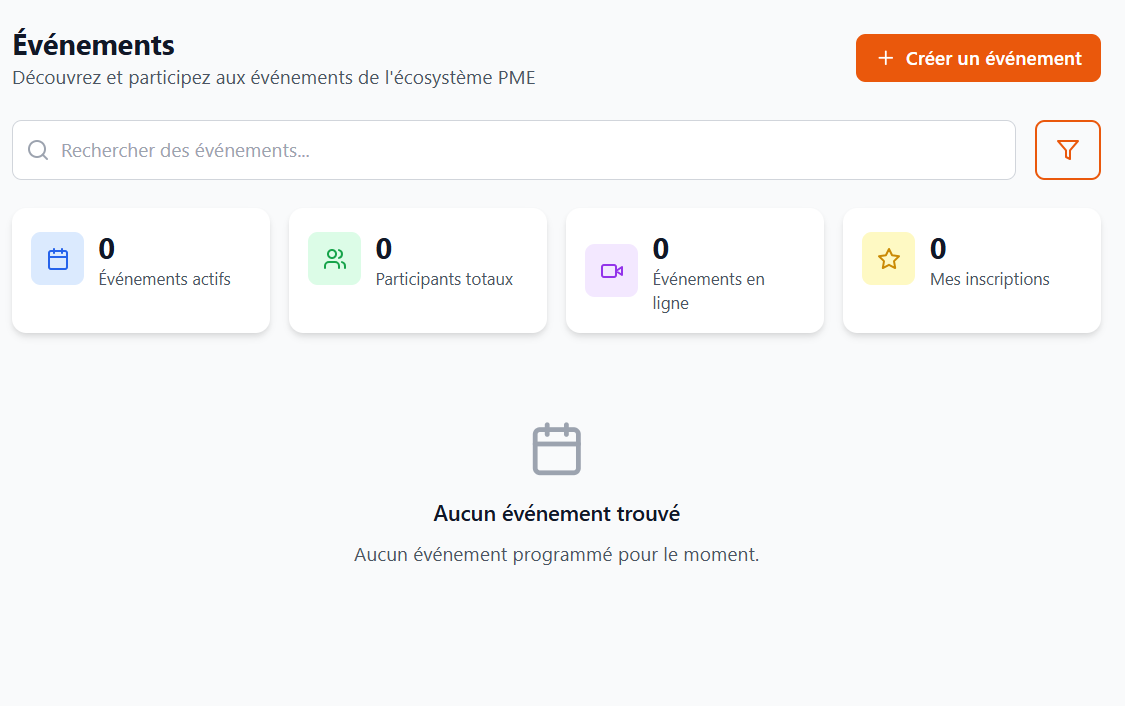 Événements
Découvrez et participez aux événements de l'écosystème PME
+ Créer un événement
Rechercher des événements...
0
Événements actifs
0
Participants totaux
0
Événements en
ligne
0
Mes inscriptions
Aucun événement trouvé
Aucun événement programmé pour le moment.